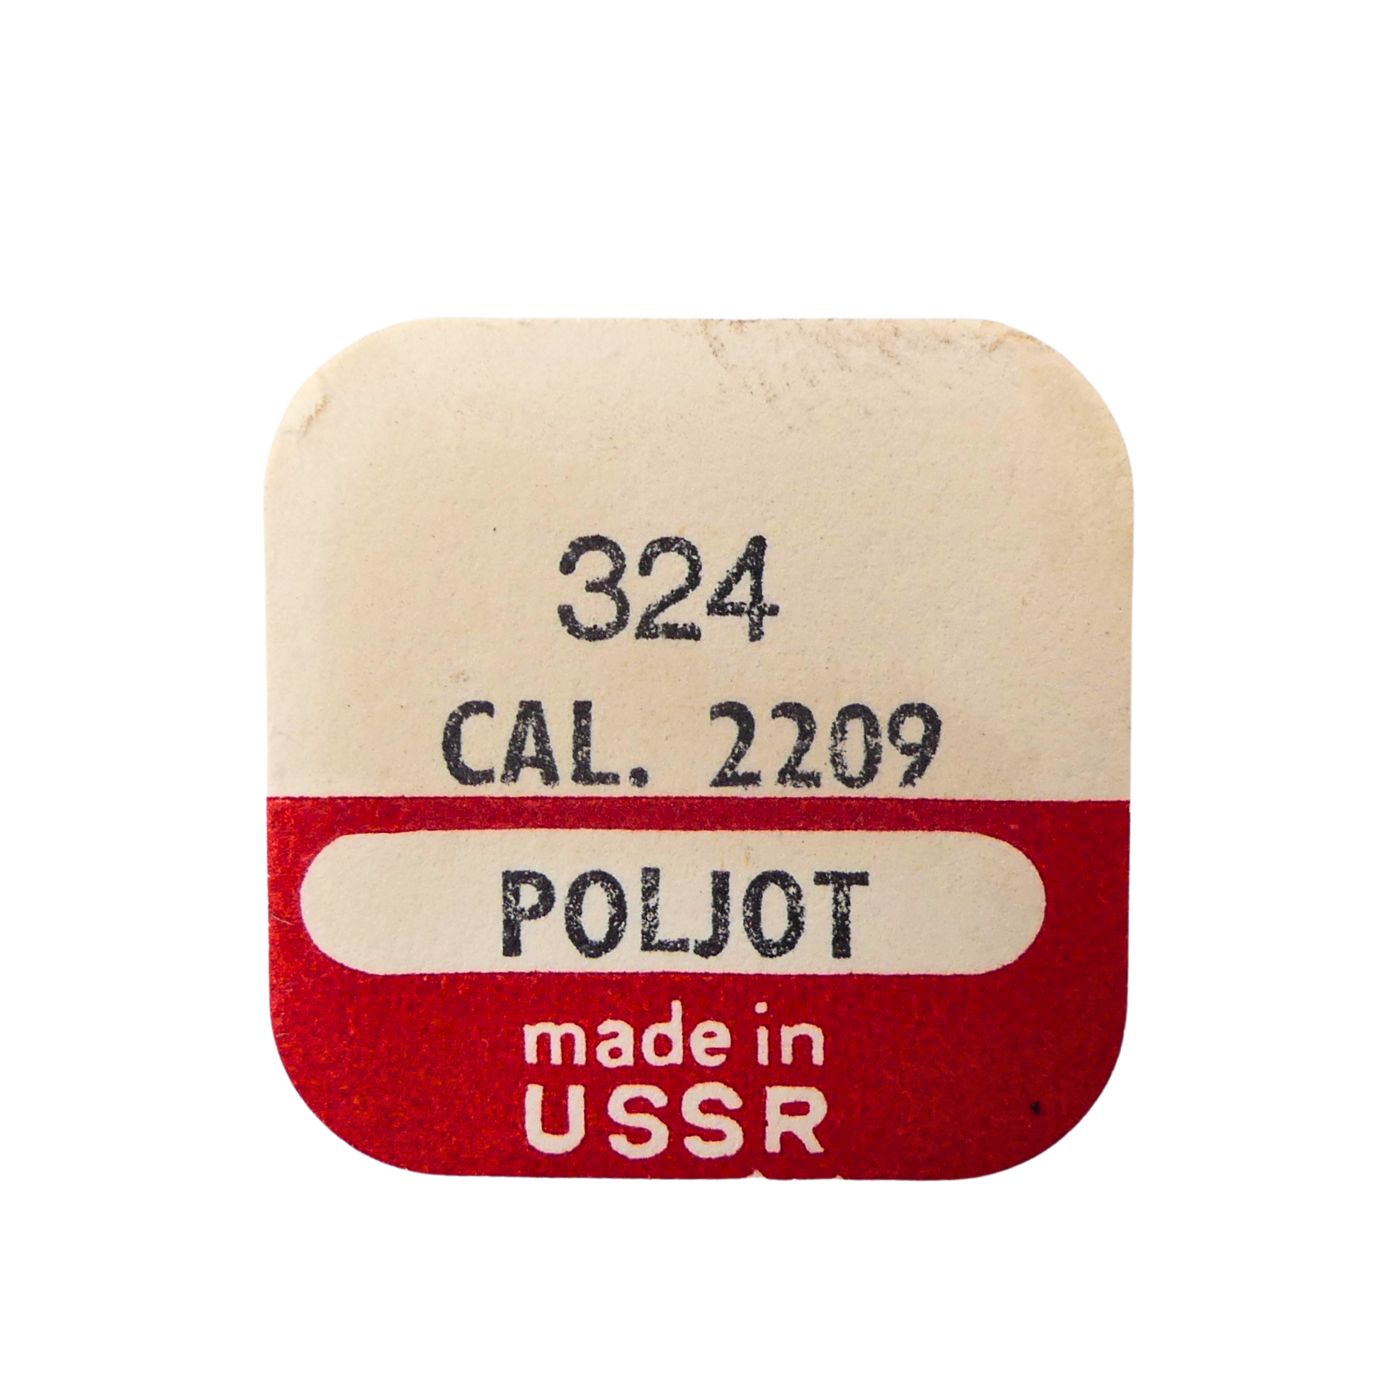 324
CAL. 2209
POLJOT
made in
USSR